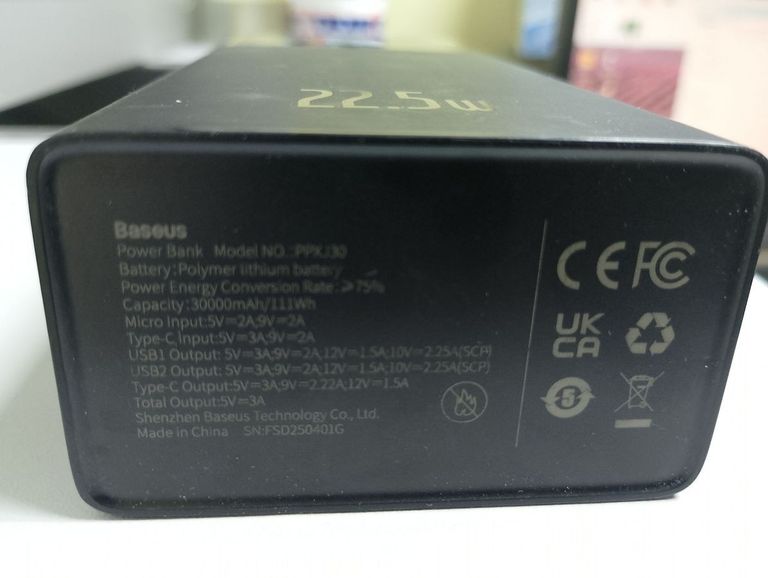 22.5W
Baseus
Power Bank Model NO.:PPKJ30
Battery:Polymer lithium battery
Power Energy Conversion Rate:≥75%
Capacity:30000mAh/111Wh
Micro Input:5V⎓2A;9V⎓2A
Type-C Input:5V⎓3A;9V⎓2A
USB1 Output: 5V⎓3A;9V⎓2A;12V⎓1.5A;10V⎓2.25A(SCP)
USB2 Output: 5V⎓3A;9V⎓2A;12V⎓1.5A;10V⎓2.25A(SCP)
Type-C Output:5V⎓3A;9V⎓2.22A;12V⎓1.5A
Total Output:5V⎓3A
Shenzhen Baseus Technology Co., Ltd.
Made in China SN:FSD250401G
CE FC
UK
CA
5